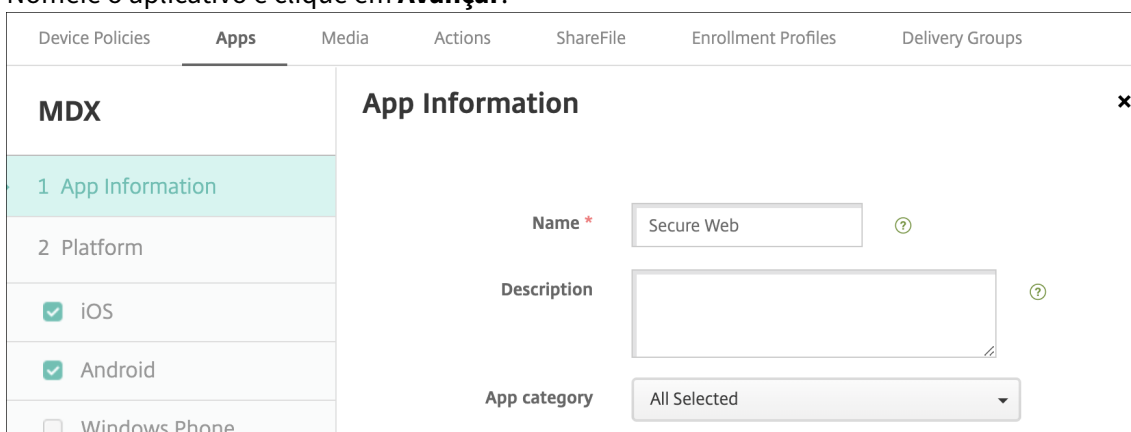 Nomeie o aplicativo e clique em Avançar.
Device Policies Apps Media Actions ShareFile Enrollment Profiles Delivery Groups
MDX
App Information
1 App Information
2 Platform
iOS
Android
Windows Phone
Name *
Secure Web
Description
App category
All Selected